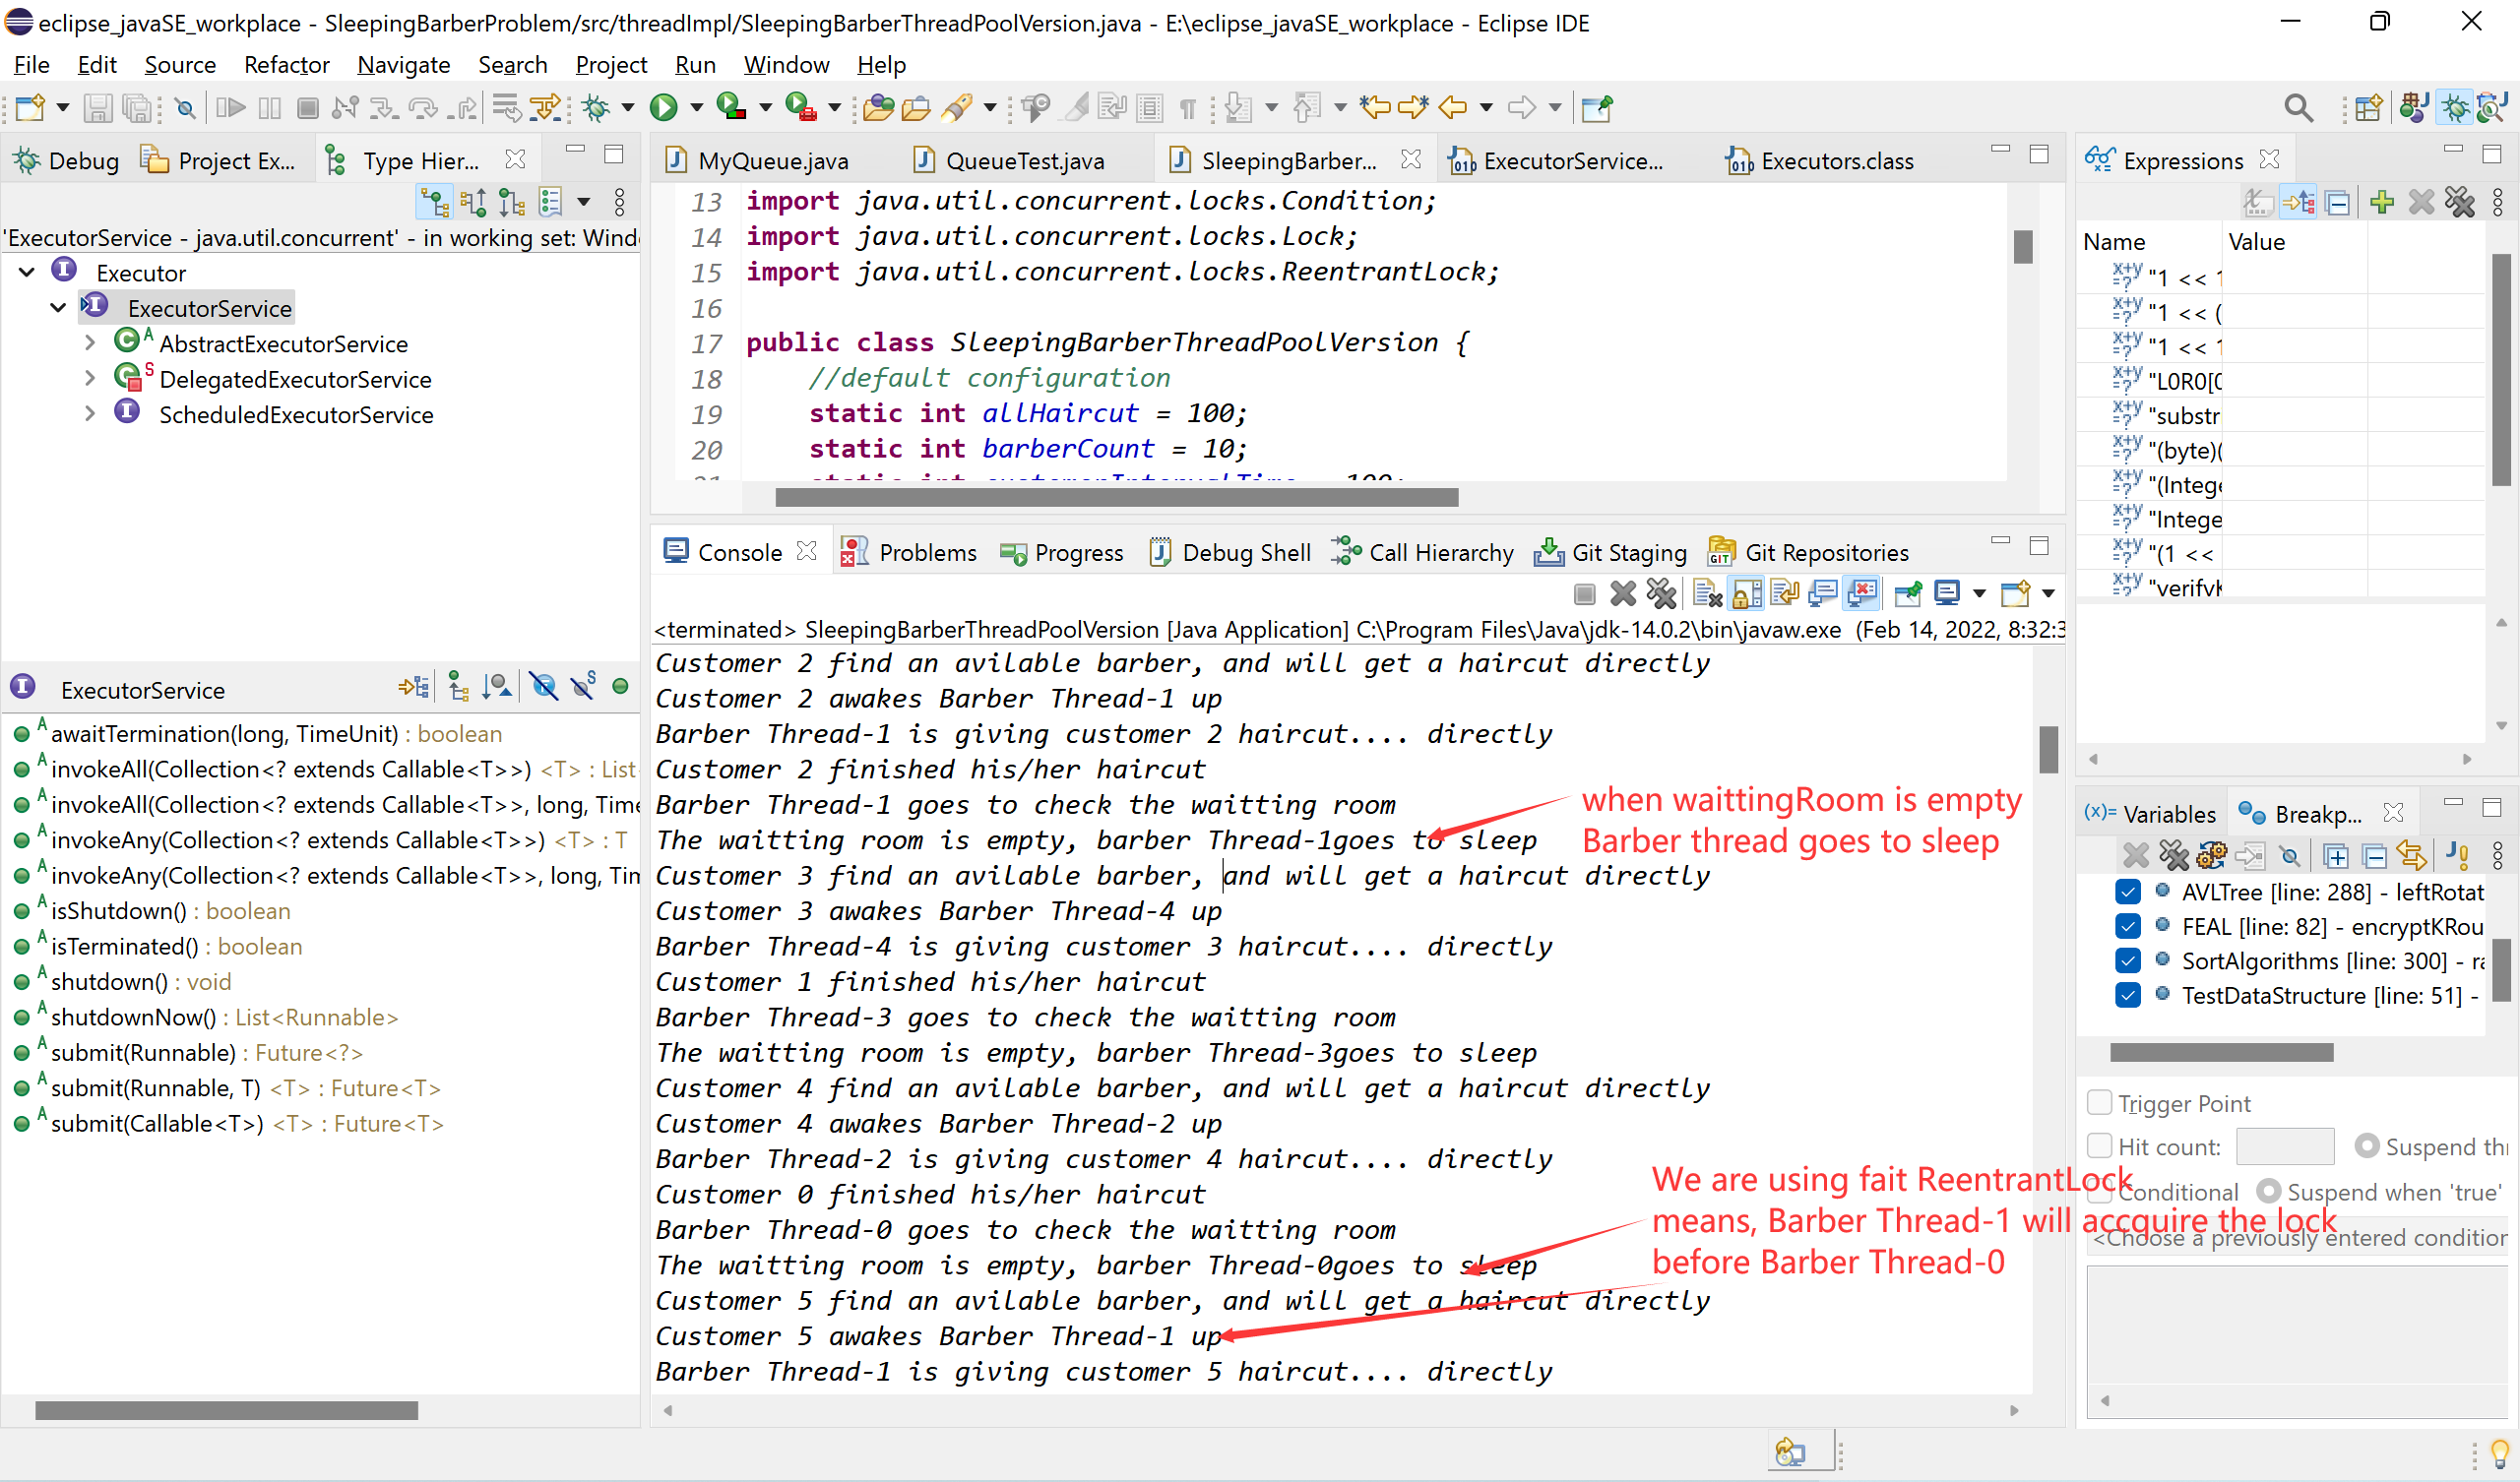 eclipse_javaSE_workplace - SleepingBarberProblem/src/threadImpl/SleepingBarberThreadPoolVersion.java - E:\eclipse_javaSE_workplace - Eclipse IDE
File Edit Source Refactor Navigate Search Project Run Window Help
Debug Project Ex... Type Hier...
'ExecutorService - java.util.concurrent' - in working set: Wind
Executor
ExecutorService
AbstractExecutorService
DelegatedExecutorService
ScheduledExecutorService
ExecutorService
awaitTermination(long, TimeUnit) : boolean
invokeAll(Collection<? extends Callable<T>>) <T> : List
invokeAll(Collection<? extends Callable<T>>, long, Time
invokeAny(Collection<? extends Callable<T>>) <T> : T
invokeAny(Collection<? extends Callable<T>>, long, Tim
isShutdown() : boolean
isTerminated() : boolean
shutdown() : void
shutdownNow() : List<Runnable>
submit(Runnable) : Future<?>
submit(Runnable, T) <T> : Future<T>
submit(Callable<T>) <T> : Future<T>
MyQueue.java QueueTest.java SleepingBarber... ExecutorService... Executors.class
13 import java.util.concurrent.locks.Condition;
14 import java.util.concurrent.locks.Lock;
15 import java.util.concurrent.locks.ReentrantLock;
16
17 public class SleepingBarberThreadPoolVersion {
18 //default configuration
19 static int allHaircut = 100;
20 static int barberCount = 10;
21 static int customerIntervalTime = 100;
Console Problems Progress Debug Shell Call Hierarchy Git Staging Git Repositories
<terminated> SleepingBarberThreadPoolVersion [Java Application] C:\Program Files\Java\jdk-14.0.2\bin\javaw.exe (Feb 14, 2022, 8:32:3
Customer 2 find an avilable barber, and will get a haircut directly
Customer 2 awakes Barber Thread-1 up
Barber Thread-1 is giving customer 2 haircut.... directly
Customer 2 finished his/her haircut
Barber Thread-1 goes to check the waitting room
The waitting room is empty, barber Thread-1goes to sleep
Customer 3 find an avilable barber, and will get a haircut directly
Customer 3 awakes Barber Thread-4 up
Barber Thread-4 is giving customer 3 haircut.... directly
Customer 1 finished his/her haircut
Barber Thread-3 goes to check the waitting room
The waitting room is empty, barber Thread-3goes to sleep
Customer 4 find an avilable barber, and will get a haircut directly
Customer 4 awakes Barber Thread-2 up
Barber Thread-2 is giving customer 4 haircut.... directly
Customer 0 finished his/her haircut
Barber Thread-0 goes to check the waitting room
The waitting room is empty, barber Thread-0goes to sleep
Customer 5 find an avilable barber, and will get a haircut directly
Customer 5 awakes Barber Thread-1 up
Barber Thread-1 is giving customer 5 haircut.... directly
when waittingRoom is empty
Barber thread goes to sleep
We are using fait ReentrantLock
means, Barber Thread-1 will accquire the lock
before Barber Thread-0
Expressions
Name Value
"1 << 1
"1 << (
"1 << 1
"L0R0[0
"substr
"(byte)(
"(Intege
"Intege
"(1 <<
"verifyK
Variables Breakp...
AVLTree [line: 288] - leftRotat
FEAL [line: 82] - encryptKRou
SortAlgorithms [line: 300] - ra
TestDataStructure [line: 51] -
Trigger Point
Hit count: Suspend thr
Conditional Suspend when 'true'
<Choose a previously entered condition